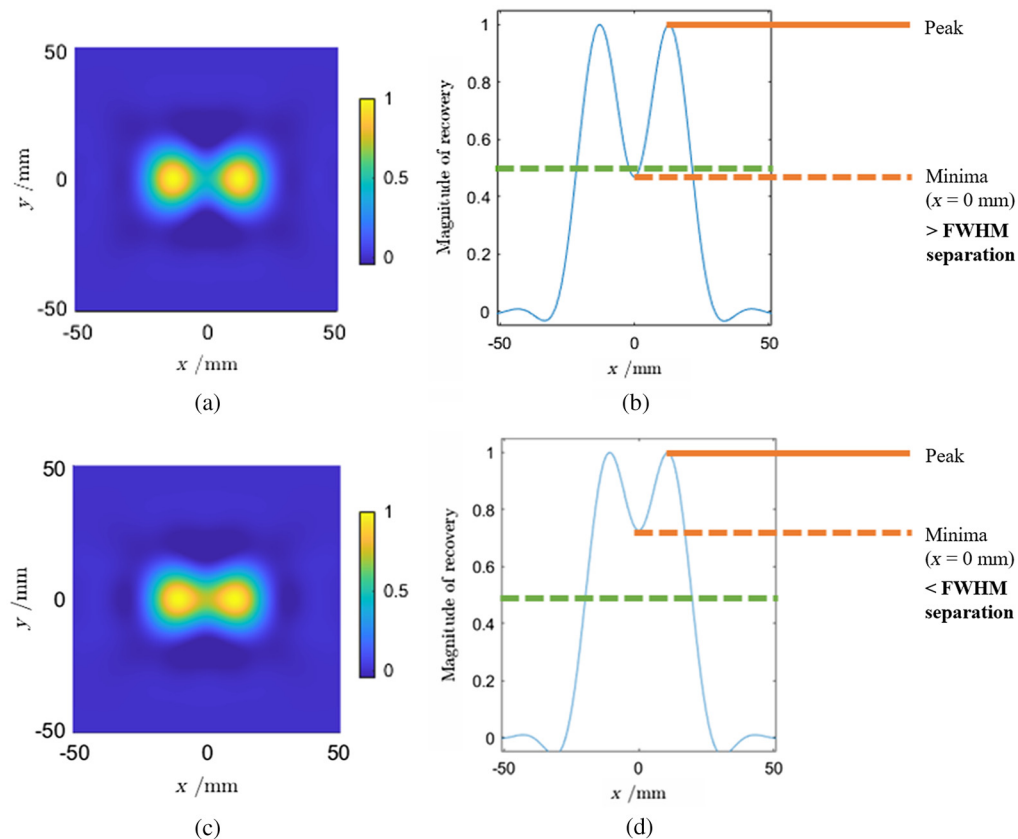 50
0
-50
y /mm
-50
0
50
x /mm
1
0.5
0
(a)
1
0.8
0.6
0.4
0.2
0
Magnitude of recovery
-50
0
50
x /mm
(b)
Peak
Minima
(x = 0 mm)
> FWHM
separation
50
0
-50
y /mm
-50
0
50
x /mm
1
0.5
0
(c)
1
0.8
0.6
0.4
0.2
0
Magnitude of recovery
-50
0
50
x /mm
(d)
Peak
Minima
(x = 0 mm)
< FWHM
separation